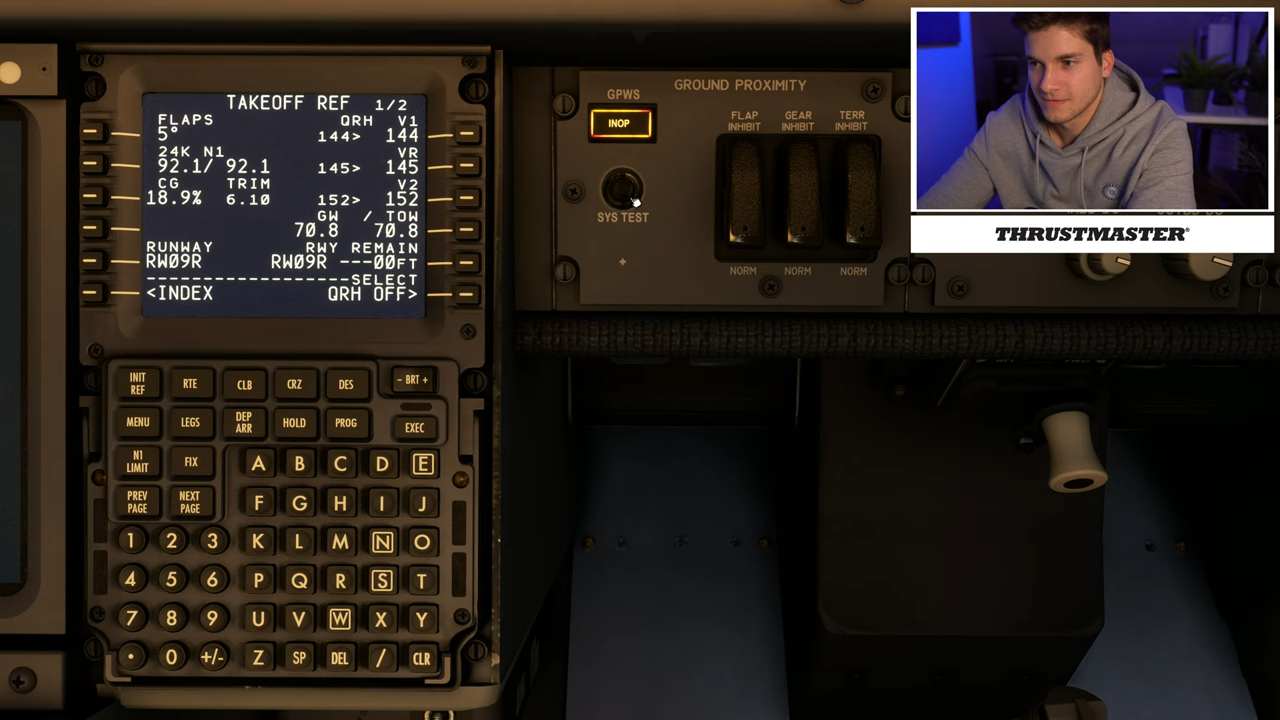 TAKEOFF REF 1/2
FLAPS QRH V1
5° 144> 144
24K N1 VR
92.1/ 92.1 145> 145
CG TRIM V2
18.9% 6.10 152> 152
GW / TOW
70.8 70.8
RUNWAY RWY REMAIN
RW09R RW09R ---00FT
----------------SELECT
<INDEX QRH OFF>
INIT REF
RTE
CLB
CRZ
DES
- BRT +
MENU
LEGS
DEP ARR
HOLD
PROG
EXEC
N1 LIMIT
FIX
A B C D E
PREV PAGE
NEXT PAGE
F G H I J
1 2 3 K L M N O
4 5 6 P Q R S T
7 8 9 U V W X Y
. 0 +/- Z SP DEL / CLR
GROUND PROXIMITY
GPWS
INOP
SYS TEST
FLAP INHIBIT
GEAR INHIBIT
TERR INHIBIT
NORM
NORM
NORM
THRUSTMASTER®